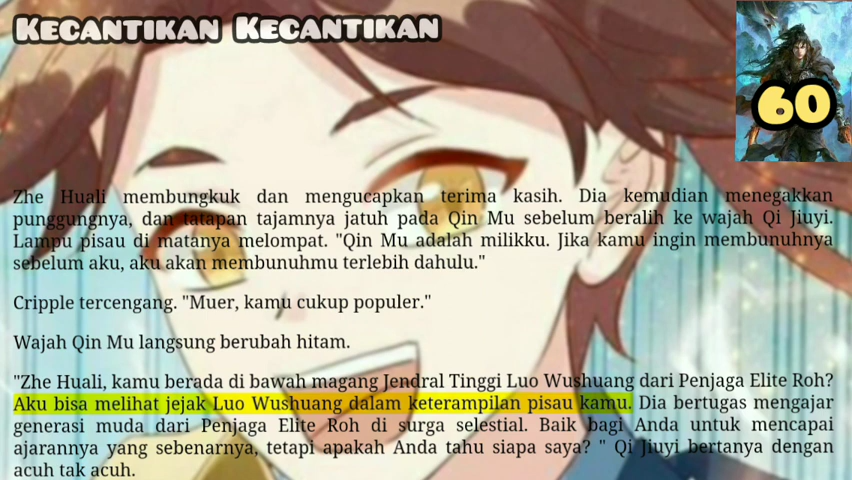 Kecantikan Kecantikan
60
Zhe Huali membungkuk dan mengucapkan terima kasih. Dia kemudian menegakkan
punggungnya, dan tatapan tajamnya jatuh pada Qin Mu sebelum beralih ke wajah Qi Jiuyi.
Lampu pisau di matanya melompat. "Qin Mu adalah milikku. Jika kamu ingin membunuhnya
sebelum aku, aku akan membunuhmu terlebih dahulu."
Cripple tercengang. "Muer, kamu cukup populer."
Wajah Qin Mu langsung berubah hitam.
"Zhe Huali, kamu berada di bawah magang Jendral Tinggi Luo Wushuang dari Penjaga Elite Roh?
Aku bisa melihat jejak Luo Wushuang dalam keterampilan pisau kamu. Dia bertugas mengajar
generasi muda dari Penjaga Elite Roh di surga selestial. Baik bagi Anda untuk mencapai
ajarannya yang sebenarnya, tetapi apakah Anda tahu siapa saya? " Qi Jiuyi bertanya dengan
acuh tak acuh.